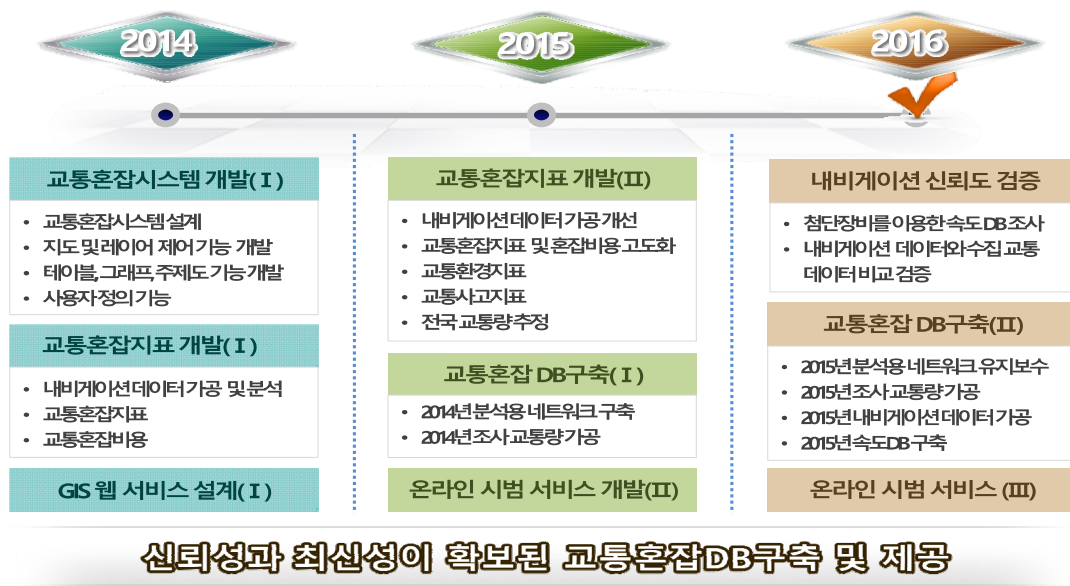 2014
2015
2016
교통혼잡시스템 개발(Ⅰ)
• 교통혼잡시스템 설계
• 지도 및 레이어 제어 기능 개발
• 테이블, 그래프, 주제도 기능 개발
• 사용자 정의 기능
교통혼잡지표 개발(Ⅰ)
• 내비게이션 데이터 가공 및 분석
• 교통혼잡지표
• 교통혼잡비용
GIS 웹 서비스 설계(Ⅰ)
교통혼잡지표 개발(Ⅱ)
• 내비게이션 데이터 가공 개선
• 교통혼잡지표 및 혼잡비용 고도화
• 교통환경지표
• 교통사고지표
• 전국 교통량 추정
교통혼잡 DB구축(Ⅰ)
• 2014년 분석용 네트워크 구축
• 2014년 조사 교통량 가공
온라인 시범 서비스 개발(Ⅱ)
내비게이션 신뢰도 검증
• 첨단장비를 이용한 속도 DB 조사
• 내비게이션 데이터와 수집 교통
데이터 비교 검증
교통혼잡 DB구축(Ⅱ)
• 2015년 분석용 네트워크 유지보수
• 2015년 조사 교통량 가공
• 2015년 내비게이션 데이터 가공
• 2015년 속도DB 구축
온라인 시범 서비스 (Ⅲ)
신뢰성과 최신성이 확보된 교통혼잡DB구축 및 제공